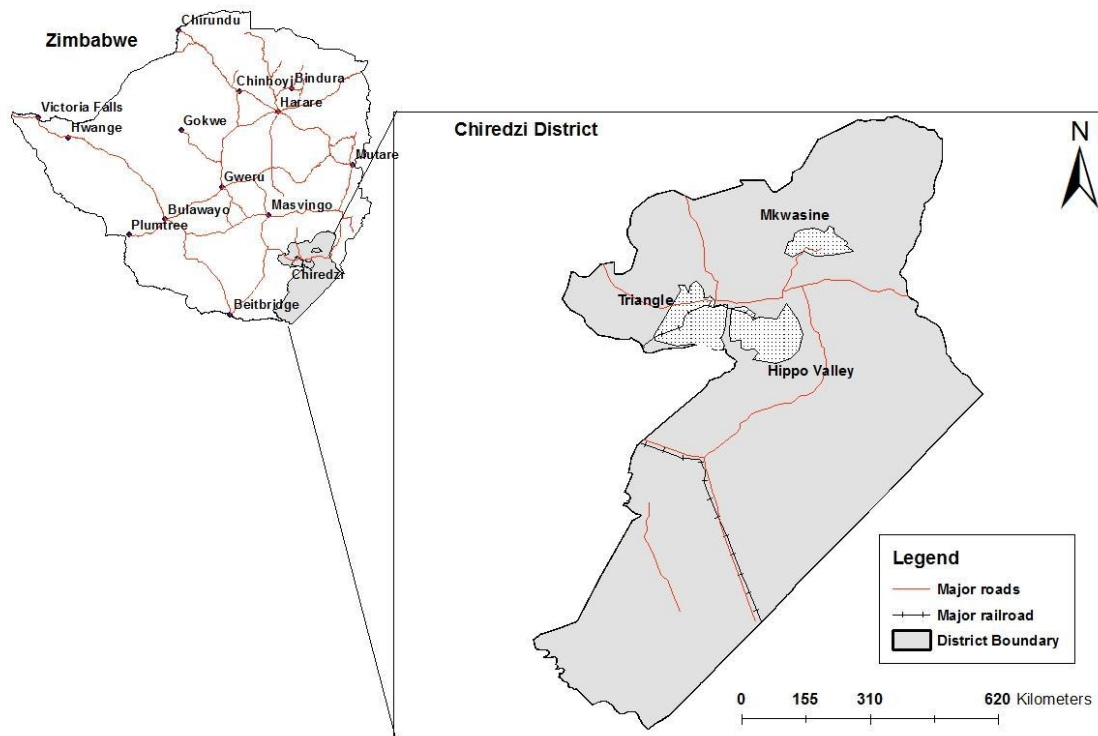 Zimbabwe
Chirundu
Chinhoyi
Bindura
Harare
Victoria Falls
Hwange
Gokwe
Mutare
Gweru
Bulawayo
Masvingo
Plumtree
Chiredzi
Beitbridge
Chiredzi District
N
Mkwasine
Triangle
Hippo Valley
Legend
Major roads
Major railroad
District Boundary
0 155 310 620 Kilometers